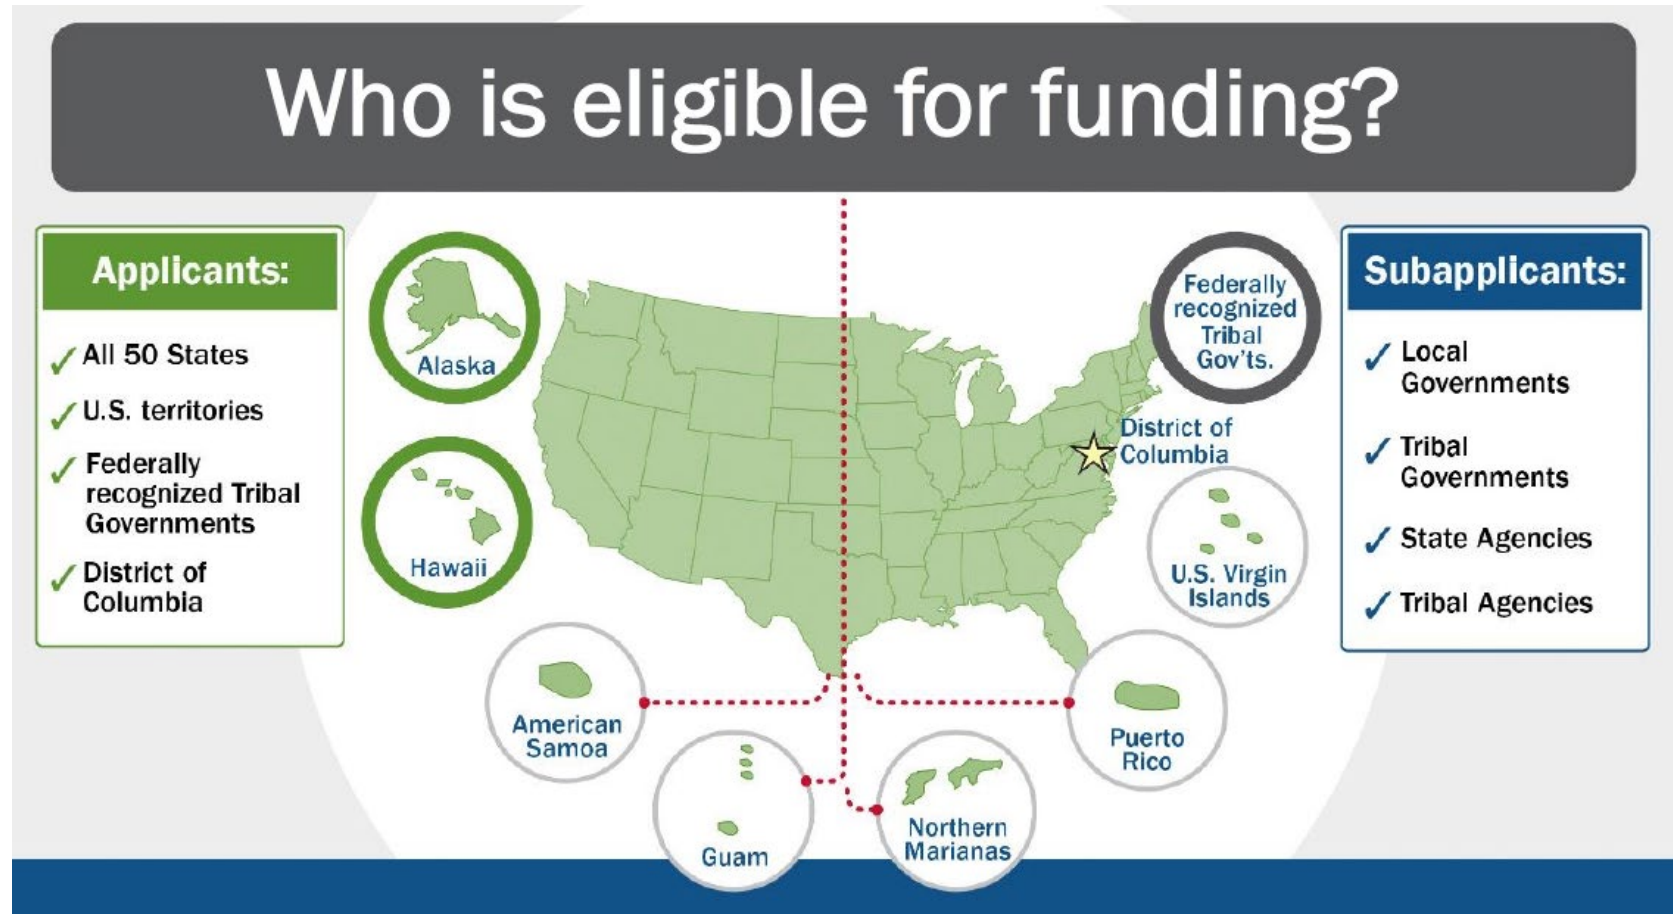 Who is eligible for funding?
Applicants:
All 50 States
U.S. territories
Federally
recognized Tribal
Governments
District of
Columbia
Alaska
Hawaii
American
Samoa
Guam
Northern
Marianas
Puerto
Rico
U.S. Virgin
Islands
District of
Columbia
Federally
recognized
Tribal
Gov'ts.
Subapplicants:
Local
Governments
Tribal
Governments
State Agencies
Tribal Agencies